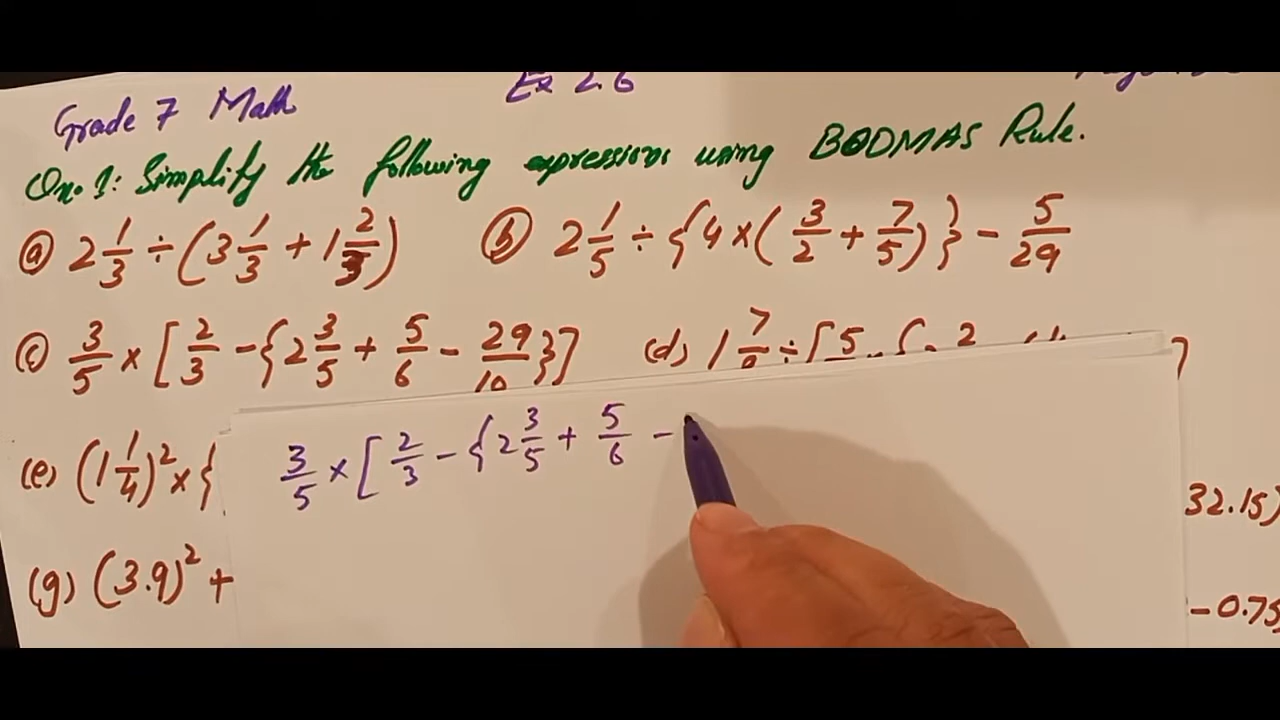 Grade 7 Math Ex 2.6
Qn. 1: Simplify the following expressions using BODMAS Rule.
(a) 2 1/3 ÷ (3 1/3 + 1 2/3) (b) 2 1/5 ÷ {4 × (3/2 + 7/5)} - 5/29
(c) 3/5 × [2/3 - {2 3/5 + 5/6 - 29/10}] (d) 1 7/8 ÷ [5
3/5 × [2/3 - {2 3/5 + 5/6 -
(e) (1 1/4)² × {
32.15)
(g) (3.9)² +
- 0.75